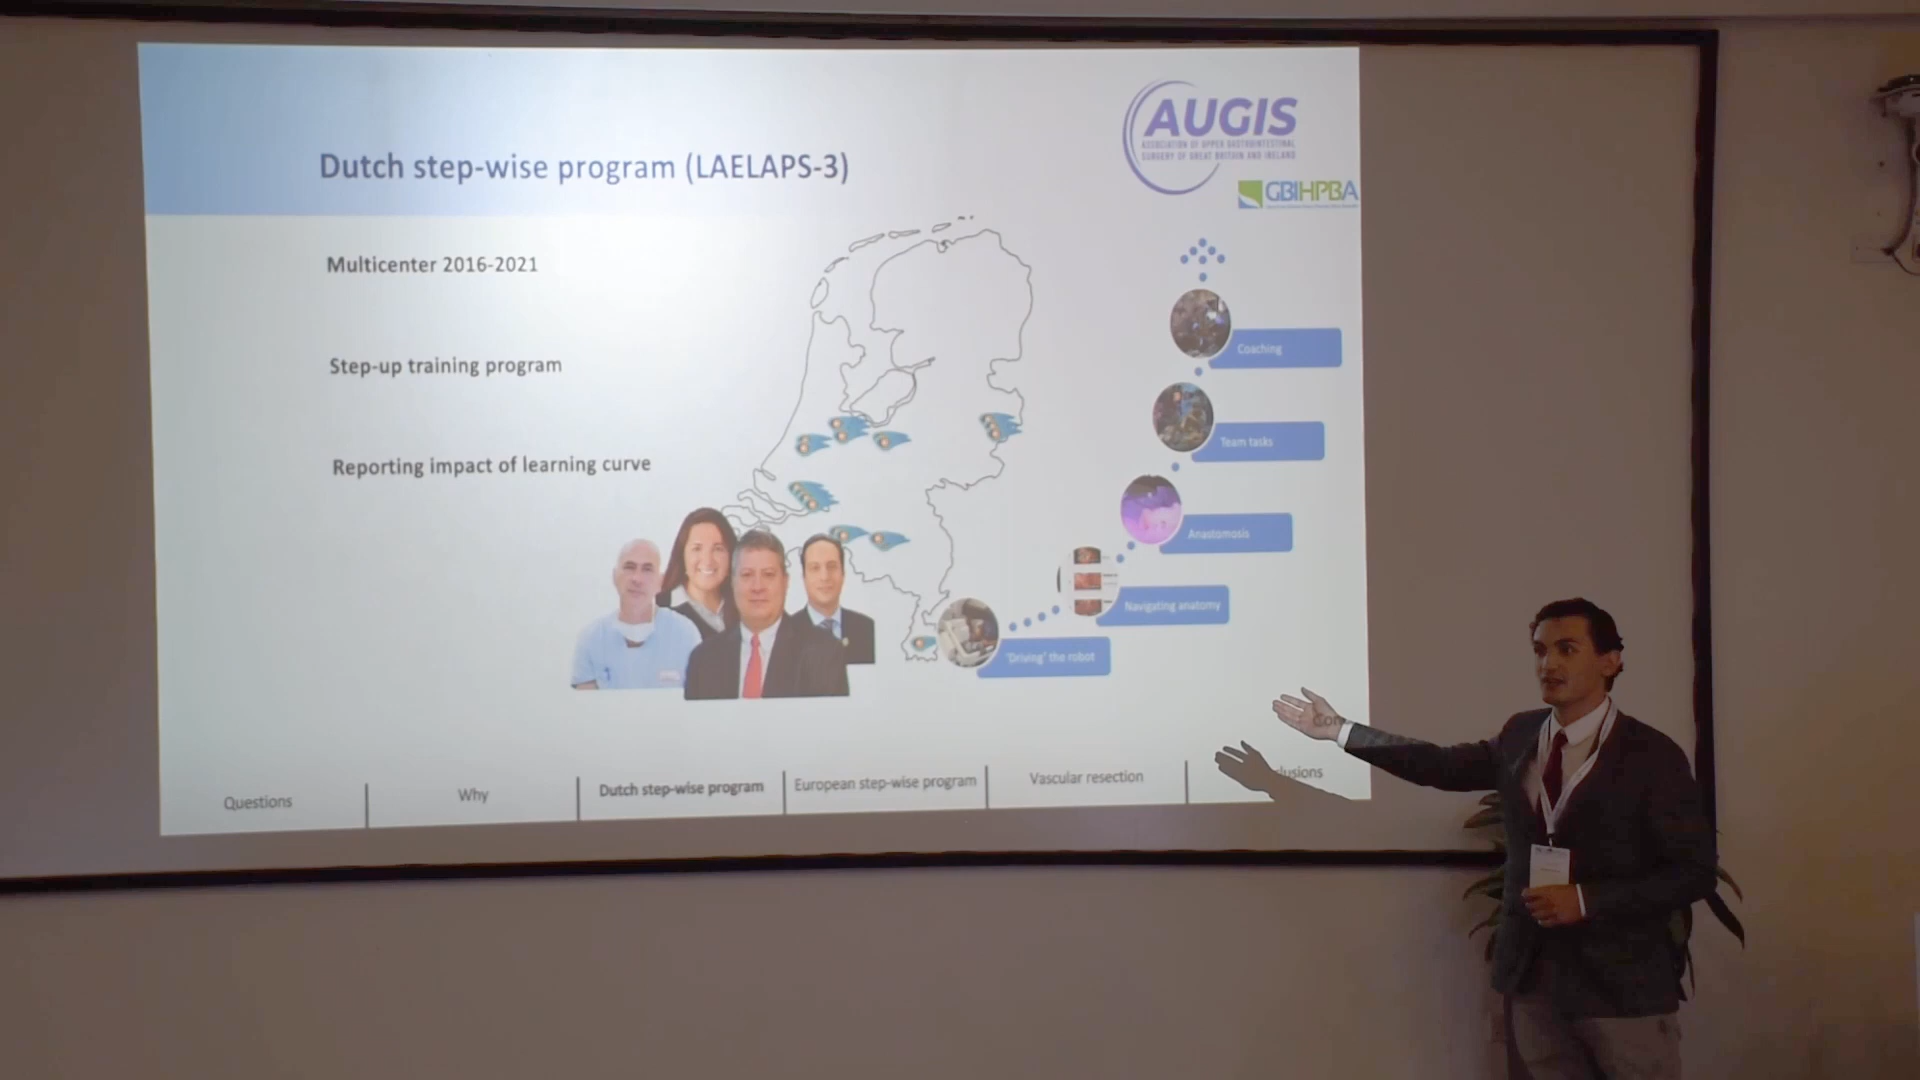 Dutch step-wise program (LAELAPS-3)
AUGIS
ASSOCIATION OF UPPER GASTROINTESTINAL
SURGERY OF GREAT BRITAIN AND IRELAND
GBIHPBA
Multicenter 2016-2021
Step-up training program
Reporting impact of learning curve
Coaching
Team tasks
Anastomosis
Navigating anatomy
'Driving' the robot
Questions
Why
Dutch step-wise program
European step-wise program
Vascular resection
Con
clusions